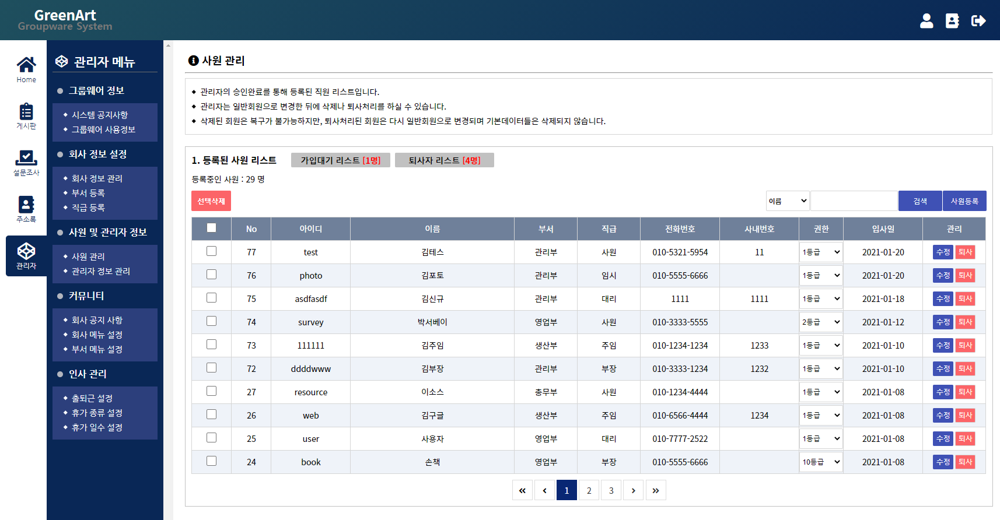 GreenArt
Groupware System
Home
게시판
설문조사
주소록
관리자
관리자 메뉴
그룹웨어 정보
시스템 공지사항
그룹웨어 사용정보
회사 정보 설정
회사 정보 관리
부서 등록
직급 등록
사원 및 관리자 정보
사원 관리
관리자 정보 관리
커뮤니티
회사 공지 사항
회사 메뉴 설정
부서 메뉴 설정
인사 관리
출퇴근 설정
휴가 종류 설정
휴가 일수 설정
사원 관리
관리자의 승인완료를 통해 등록된 직원 리스트입니다.
관리자는 일반회원으로 변경한 뒤에 삭제나 퇴사처리를 하실 수 있습니다.
삭제된 회원은 복구가 불가능하지만, 퇴사처리된 회원은 다시 일반회원으로 변경되며 기본데이터들은 삭제되지 않습니다.
1. 등록된 사원 리스트 가입대기 리스트 [1명] 퇴사자 리스트 [4명]
등록중인 사원 : 29 명
선택삭제 이름 검색 사원등록
No 아이디 이름 부서 직급 전화번호 사내번호 권한 입사일 관리
77 test 김테스 관리부 사원 010-5321-5954 11 1등급 2021-01-20 수정 퇴사
76 photo 김포토 관리부 임시 010-5555-6666 1등급 2021-01-20 수정 퇴사
75 asdfasdf 김신규 관리부 대리 1111 1111 1등급 2021-01-18 수정 퇴사
74 survey 박서베이 영업부 사원 010-3333-5555 2등급 2021-01-12 수정 퇴사
73 111111 김주임 생산부 주임 010-1234-1234 1233 1등급 2021-01-10 수정 퇴사
72 ddddwww 김부장 관리부 부장 010-3333-1234 1232 1등급 2021-01-10 수정 퇴사
27 resource 이소스 총무부 사원 010-1234-4444 1등급 2021-01-08 수정 퇴사
26 web 김구글 생산부 주임 010-6566-4444 1234 1등급 2021-01-08 수정 퇴사
25 user 사용자 영업부 대리 010-7777-2522 1등급 2021-01-08 수정 퇴사
24 book 손책 영업부 부장 010-5555-6666 10등급 2021-01-08 수정 퇴사
« ‹ 1 2 3 › »